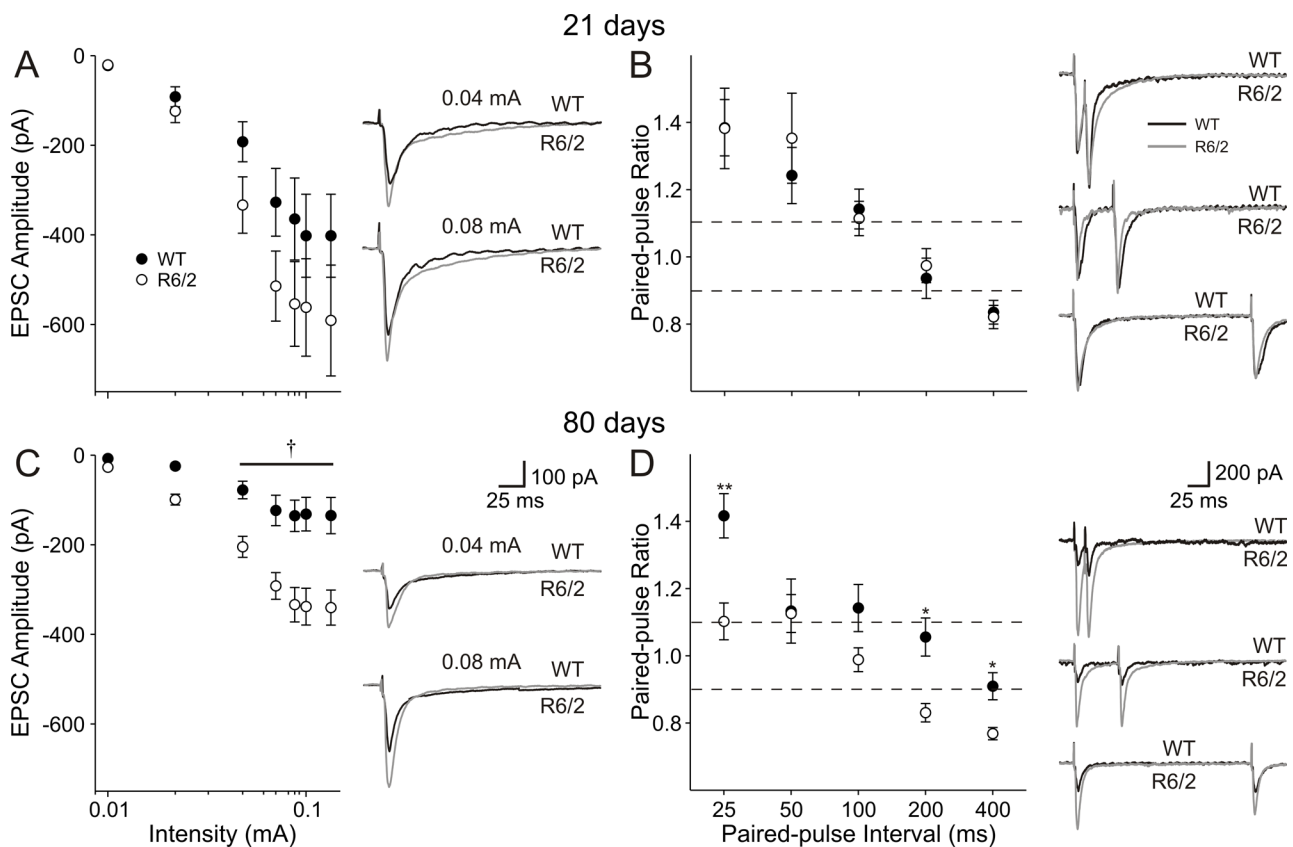 21 days
A
0
-200
-400
-600
EPSC Amplitude (pA)
WT
R6/2
0.04 mA
WT
R6/2
0.08 mA
WT
R6/2
B
1.4
1.2
1.0
0.8
Paired-pulse Ratio
WT
R6/2
WT
R6/2
WT
R6/2
WT
R6/2
80 days
C
0
-200
-400
-600
EPSC Amplitude (pA)
†
0.01
0.1
Intensity (mA)
100 pA
25 ms
0.04 mA
WT
R6/2
0.08 mA
WT
R6/2
D
1.4
1.2
1.0
0.8
Paired-pulse Ratio
**
*
*
25 50 100 200 400
Paired-pulse Interval (ms)
200 pA
25 ms
WT
R6/2
WT
R6/2
WT
R6/2